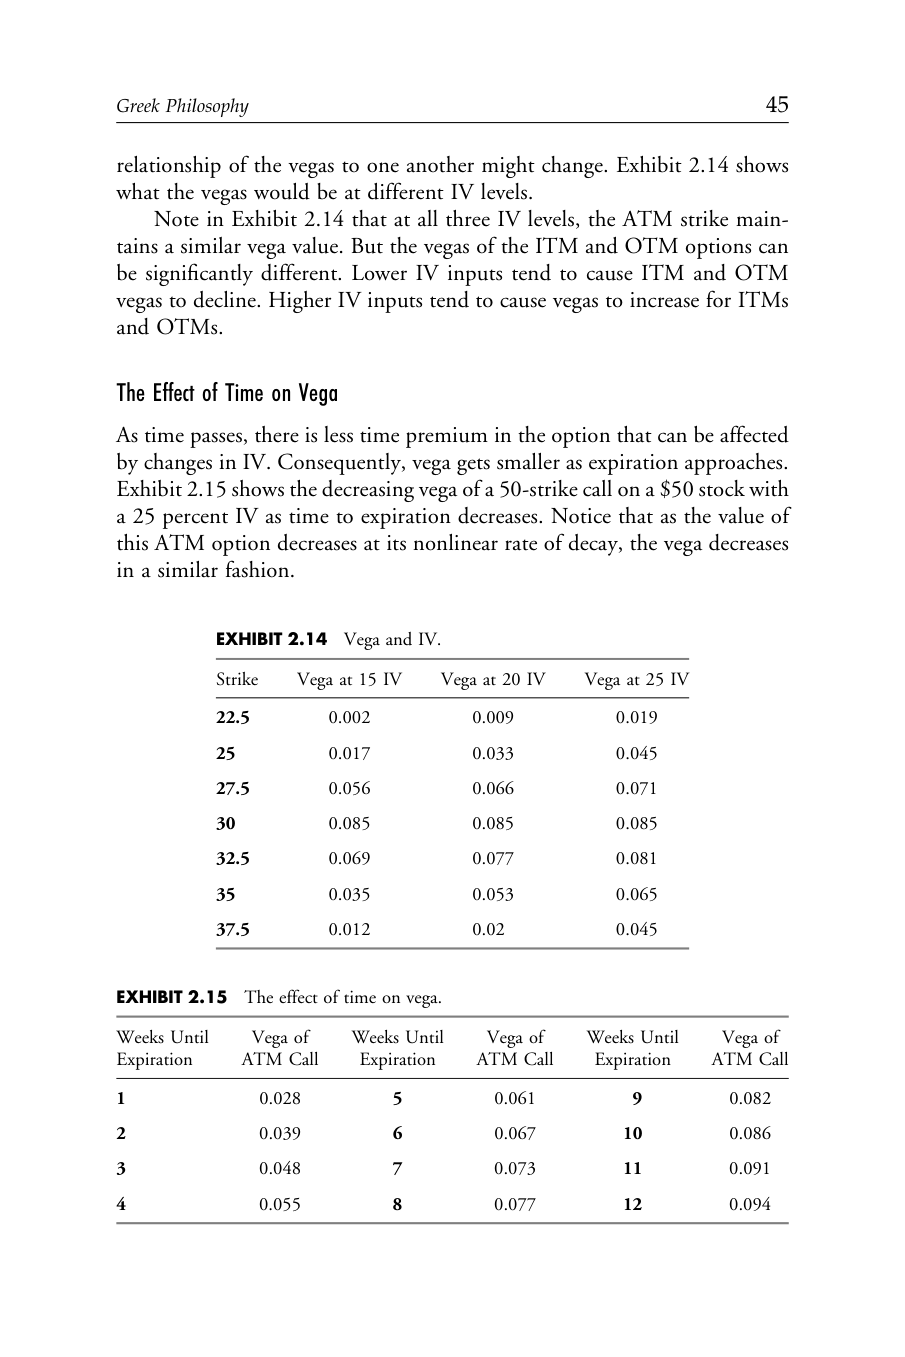 Greek Philosophy 45
relationship of the vegas to one another might change. Exhibit 2.14 shows
what the vegas would be at different IV levels.
Note in Exhibit 2.14 that at all three IV levels, the ATM strike main-
tains a similar vega value. But the vegas of the ITM and OTM options can
be significantly different. Lower IV inputs tend to cause ITM and OTM
vegas to decline. Higher IV inputs tend to cause vegas to increase for ITMs
and OTMs.
The Effect of Time on Vega
As time passes, there is less time premium in the option that can be affected
by changes in IV. Consequently, vega gets smaller as expiration approaches.
Exhibit 2.15 shows the decreasing vega of a 50-strike call on a $50 stock with
a 25 percent IV as time to expiration decreases. Notice that as the value of
this ATM option decreases at its nonlinear rate of decay, the vega decreases
in a similar fashion.
EXHIBIT 2.14 Vega and IV.
Strike Vega at 15 IV Vega at 20 IV Vega at 25 IV
22.5 0.002 0.009 0.019
25 0.017 0.033 0.045
27.5 0.056 0.066 0.071
30 0.085 0.085 0.085
32.5 0.069 0.077 0.081
35 0.035 0.053 0.065
37.5 0.012 0.02 0.045
EXHIBIT 2.15 The effect of time on vega.
Weeks Until Vega of Weeks Until Vega of Weeks Until Vega of
Expiration ATM Call Expiration ATM Call Expiration ATM Call
1 0.028 5 0.061 9 0.082
2 0.039 6 0.067 10 0.086
3 0.048 7 0.073 11 0.091
4 0.055 8 0.077 12 0.094